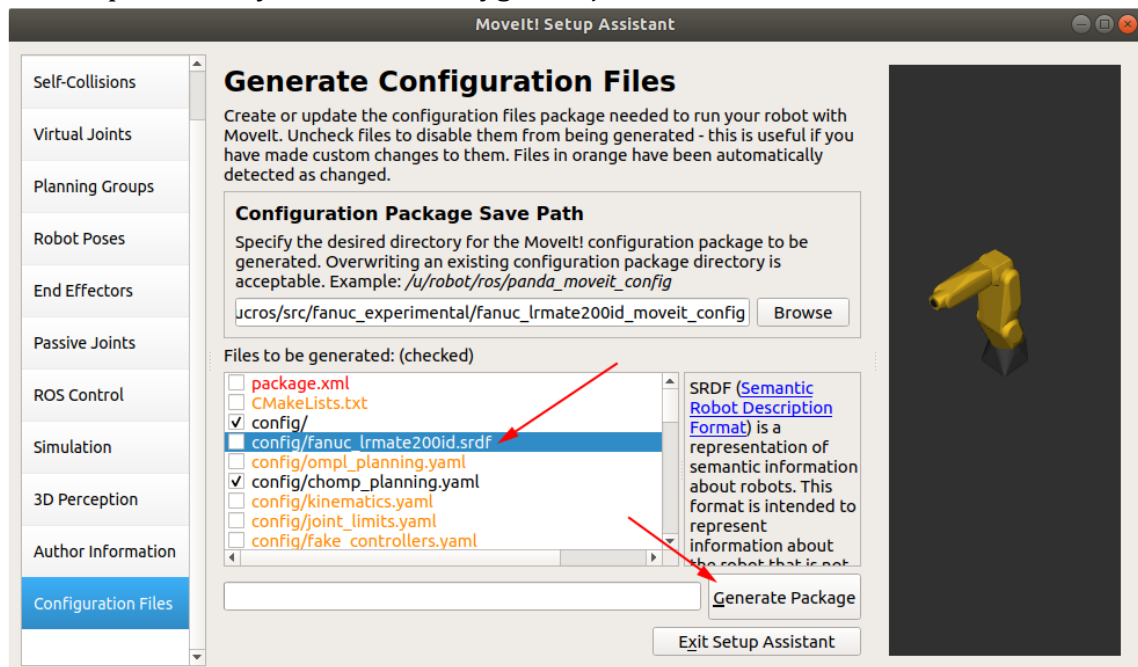 MoveIt! Setup Assistant
Self-Collisions
Virtual Joints
Planning Groups
Robot Poses
End Effectors
Passive Joints
ROS Control
Simulation
3D Perception
Author Information
Configuration Files
Generate Configuration Files
Create or update the configuration files package needed to run your robot with
MoveIt. Uncheck files to disable them from being generated - this is useful if you
have made custom changes to them. Files in orange have been automatically
detected as changed.
Configuration Package Save Path
Specify the desired directory for the MoveIt! configuration package to be
generated. Overwriting an existing configuration package directory is
acceptable. Example: /u/robot/ros/panda_moveit_config
ucros/src/fanuc_experimental/fanuc_lrmate200id_moveit_config
Browse
Files to be generated: (checked)
package.xml
CMakeLists.txt
config/
config/fanuc_lrmate200id.srdf
config/ompl_planning.yaml
config/chomp_planning.yaml
config/kinematics.yaml
config/joint_limits.yaml
config/fake_controllers.yaml
SRDF (Semantic
Robot Description
Format) is a
representation of
semantic information
about robots. This
format is intended to
represent
information about
the robot that is not
Generate Package
Exit Setup Assistant